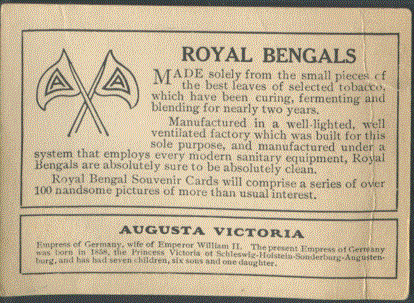 ROYAL BENGALS
MADE solely from the small pieces of
the best leaves of selected tobacco,
which have been curing, fermenting and
blending for nearly two years.
Manufactured in a well-lighted, well
ventilated factory which was built for this
sole purpose, and manufactured under a
system that employs every modern sanitary equipment, Royal
Bengals are absolutely sure to be absolutely clean.
Royal Bengal Souvenir Cards will comprise a series of over
100 handsome pictures of more than usual interest.
AUGUSTA VICTORIA
Empress of Germany, wife of Emperor William II. The present Empress of Germany
was born in 1858, the Princess Victoria of Schleswig-Holstein-Sonderburg-Augusten-
burg, and has had seven children, six sons and one daughter.